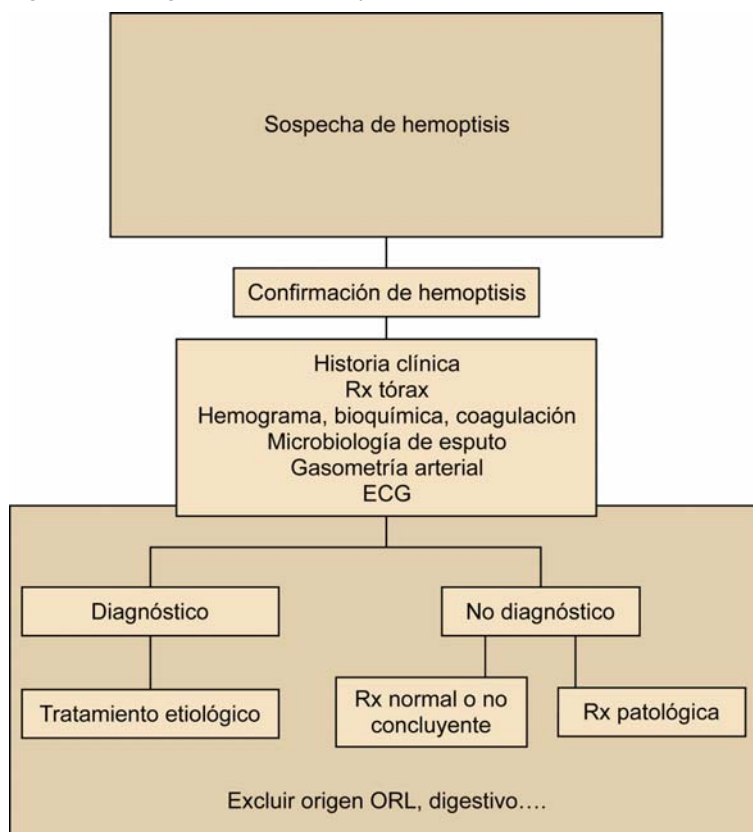 Sospecha de hemoptisis
Confirmación de hemoptisis
Historia clínica
Rx tórax
Hemograma, bioquímica, coagulación
Microbiología de esputo
Gasometría arterial
ECG
Diagnóstico
No diagnóstico
Tratamiento etiológico
Rx normal o no
concluyente
Rx patológica
Excluir origen ORL, digestivo….